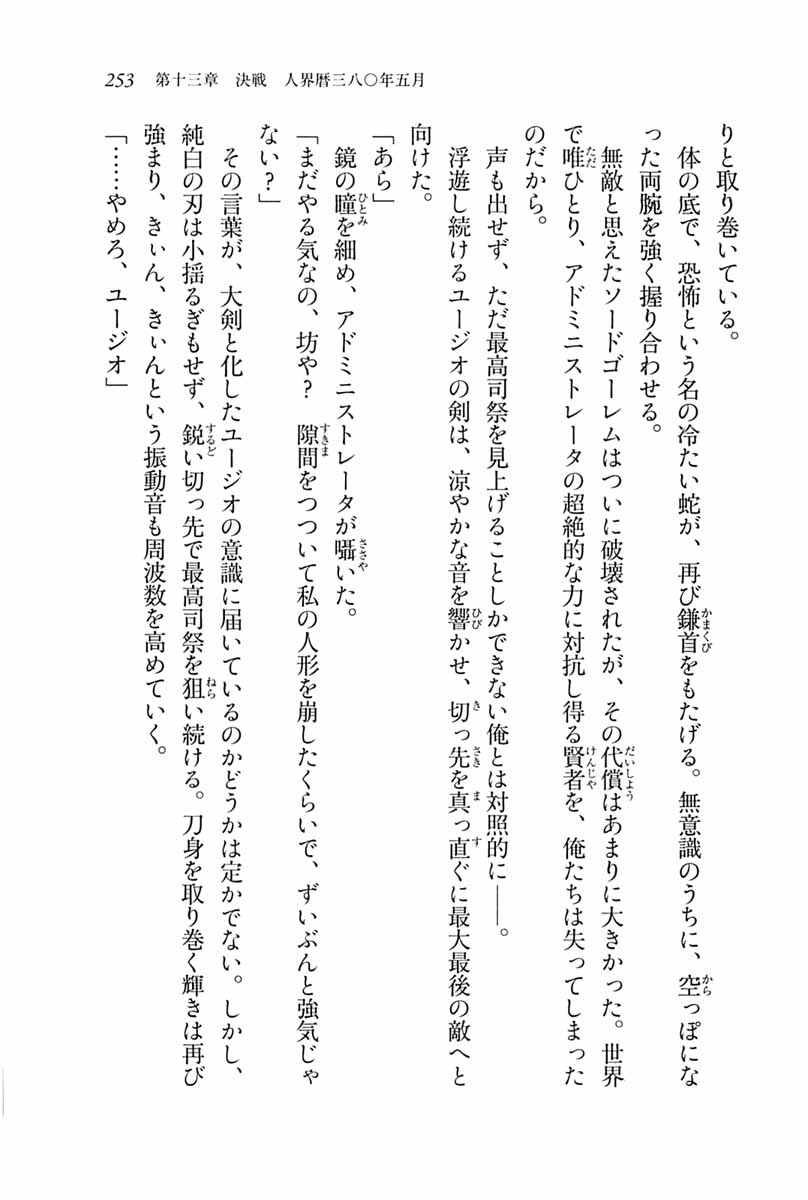 253　第十三章　決戦　人界暦三八〇年五月
りと取り巻いている。
　体の底で、恐怖という名の冷たい蛇が、再び鎌首をもたげる。無意識のうちに、空っぽにな
った両腕を強く握り合わせる。
　無敵と思えたソードゴーレムはついに破壊されたが、その代償はあまりに大きかった。世界
で唯ひとり、アドミニストレータの超絶的な力に対抗し得る賢者を、俺たちは失ってしまった
のだから。
　声も出せず、ただ最高司祭を見上げることしかできない俺とは対照的に――。
　浮遊し続けるユージオの剣は、涼やかな音を響かせ、切っ先を真っ直ぐに最大最後の敵へと
向けた。
「あら」
　鏡の瞳を細め、アドミニストレータが囁いた。
「まだやる気なの、坊や？　隙間をつついて私の人形を崩したくらいで、ずいぶんと強気じゃ
ない？」
　その言葉が、大剣と化したユージオの意識に届いているのかどうかは定かでない。しかし、
純白の刃は小揺るぎもせず、鋭い切っ先で最高司祭を狙い続ける。刀身を取り巻く輝きは再び
強まり、きぃん、きぃんという振動音も周波数を高めていく。
「……やめろ、ユージオ」